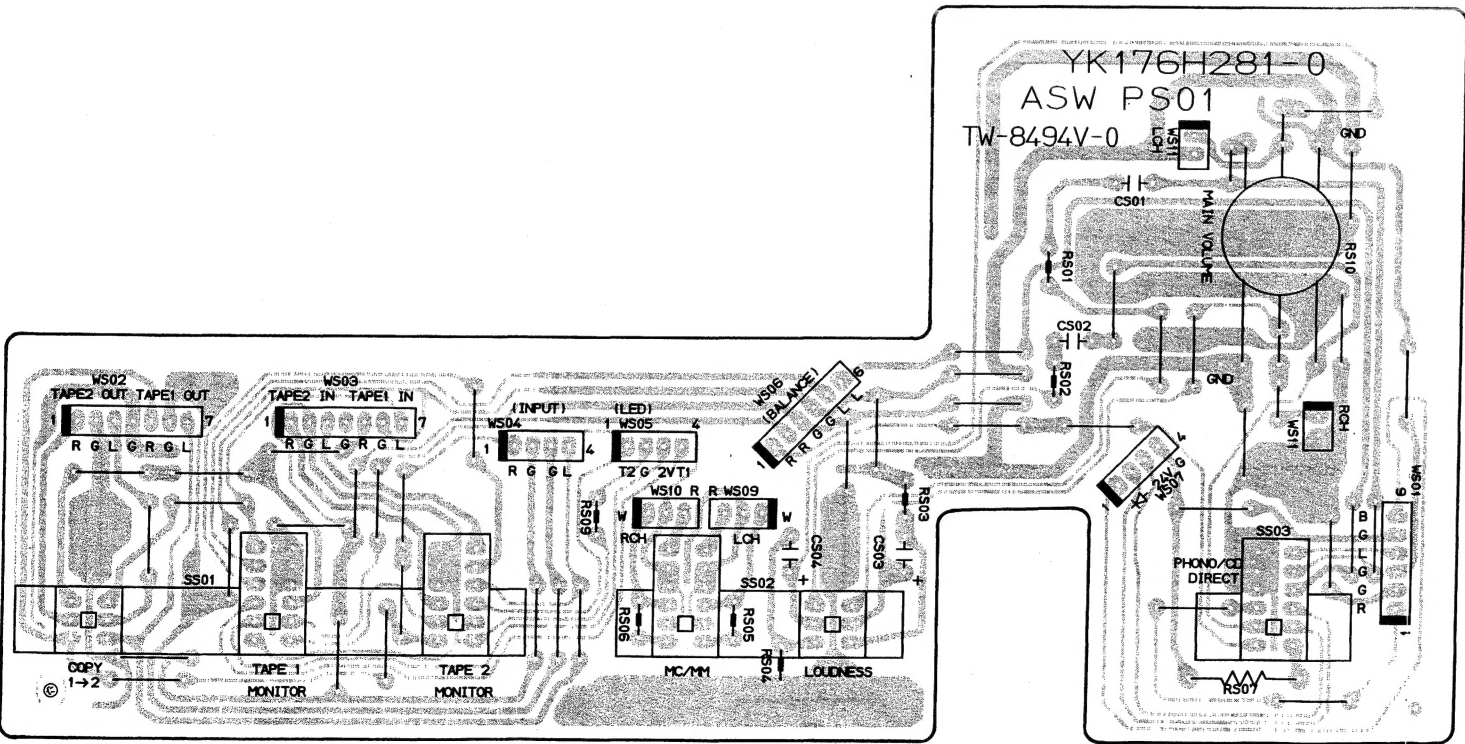 YK176H281-0
ASW PS01
TW-8494V-0
WS11
LCH
GND
CS01
MAIN VOLUME
RS10
RS01
CS02
RS02
GND
WS11
RCH
WS02
TAPE2 OUT TAPE1 OUT
1 7
R G L G R G L
WS03
TAPE2 IN TAPE1 IN
1 7
R G L G R G L
(INPUT)
WS04
1 4
R G G L
(LED)
1 WS05 4
T2 G 2V T1
WS06
(BALANCE)
1 6
R R G G L L
WS10 R R WS09
W W
RCH LCH
RS09
RS03
CS04
CS03
+ +
4
24V G
WS07
1
WS01
9
B
G
L
G
G
R
1
SS03
PHONO/CD
DIRECT
RS07
SS01
SS02
RS06
RS05
RS04
COPY
1→2
TAPE 1
MONITOR
TAPE 2
MONITOR
MC/MM
LOUDNESS
©